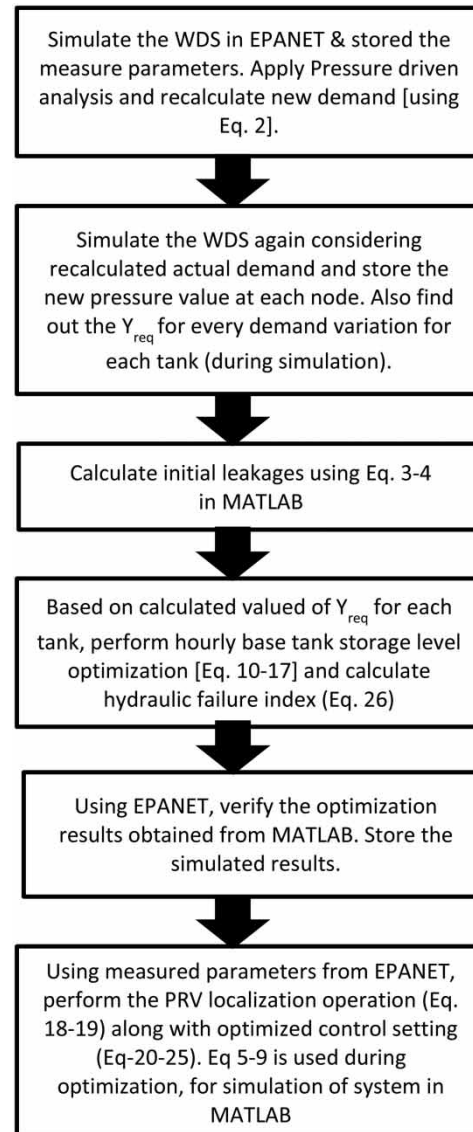 Simulate the WDS in EPANET & stored the
measure parameters. Apply Pressure driven
analysis and recalculate new demand [using
Eq. 2].
Simulate the WDS again considering
recalculated actual demand and store the
new pressure value at each node. Also find
out the Y_req for every demand variation for
each tank (during simulation).
Calculate initial leakages using Eq. 3-4
in MATLAB
Based on calculated valued of Y_req for each
tank, perform hourly base tank storage level
optimization [Eq. 10-17] and calculate
hydraulic failure index (Eq. 26)
Using EPANET, verify the optimization
results obtained from MATLAB. Store the
simulated results.
Using measured parameters from EPANET,
perform the PRV localization operation (Eq.
18-19) along with optimized control setting
(Eq-20-25). Eq 5-9 is used during
optimization, for simulation of system in
MATLAB